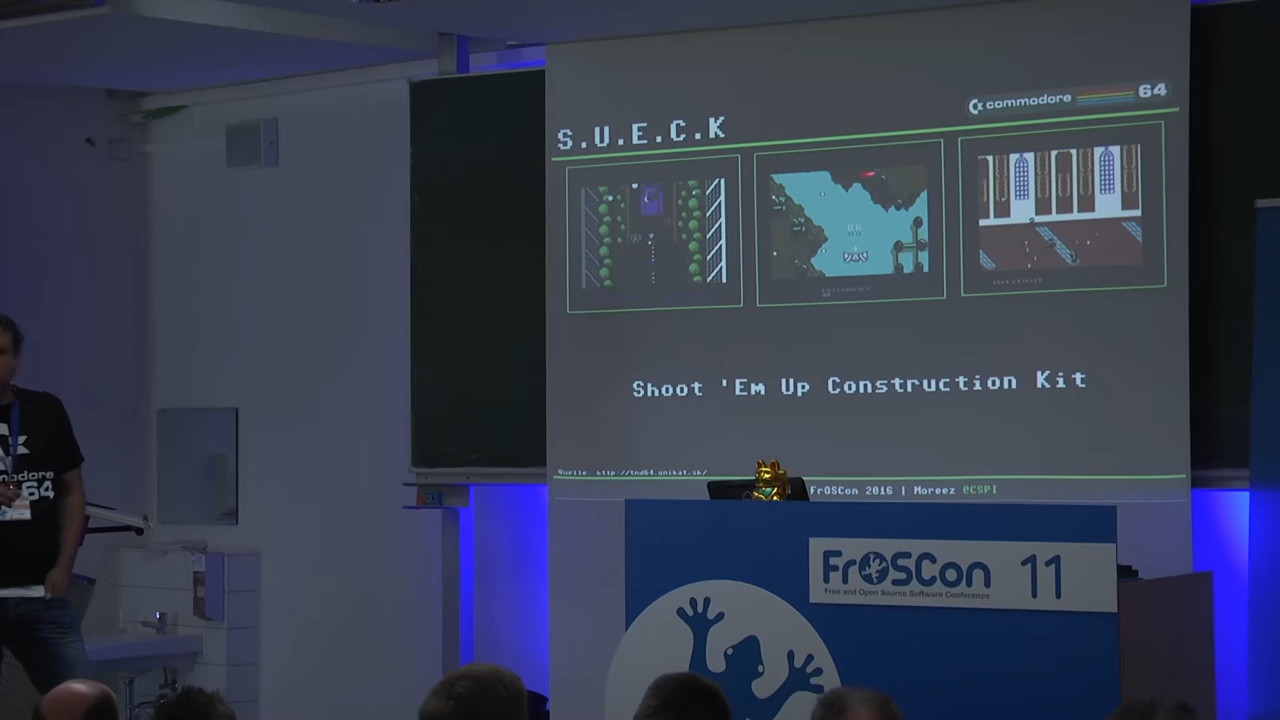 commodore 64
S.U.E.C.K
Shoot 'Em Up Construction Kit
Quelle: http://tnd64.unikat.sk/
FrOSCon 2016 | Moreez @CSPI
modore
64
FrOSCon 11
Free and Open Source Software Conference